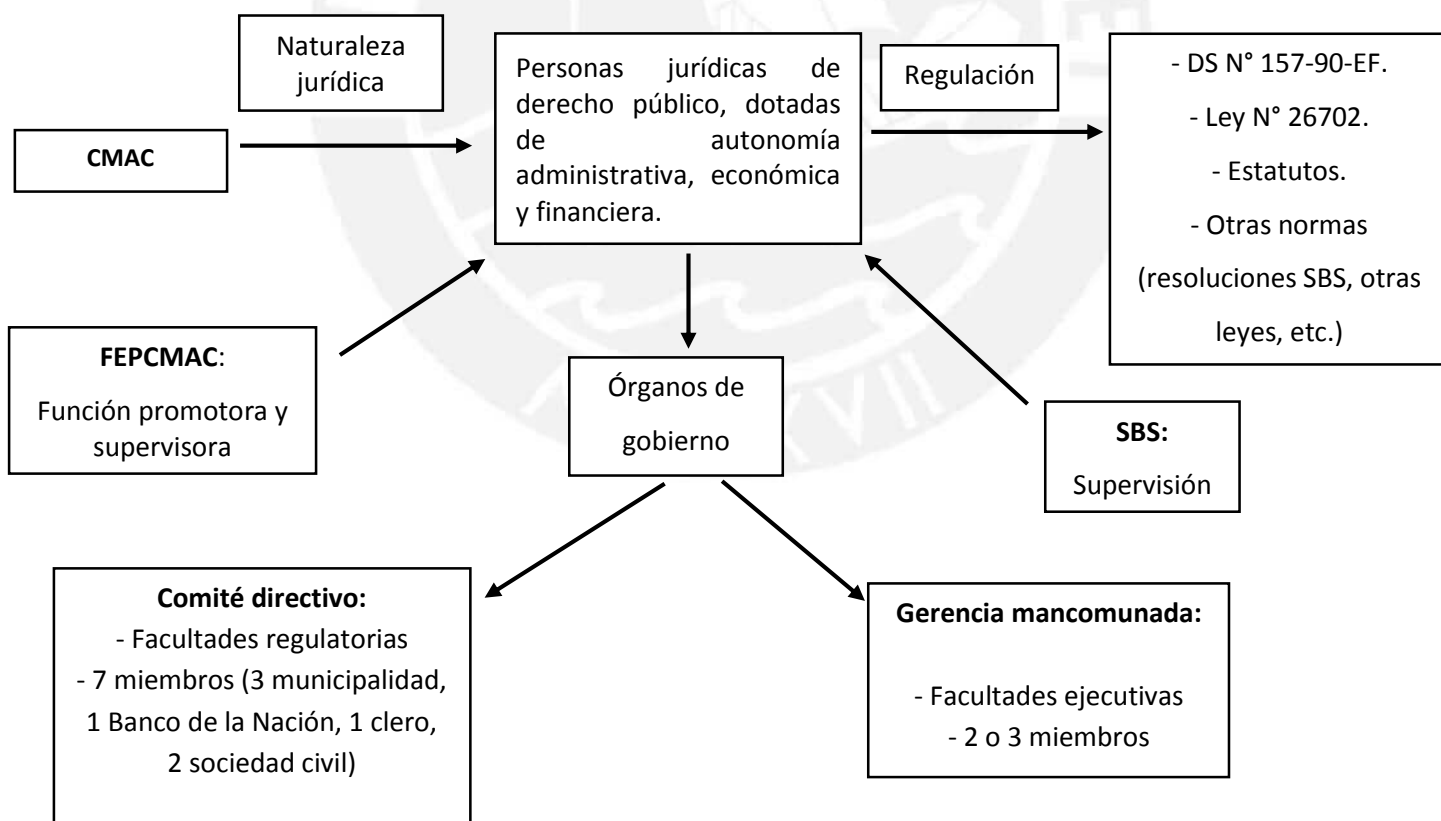 Naturaleza
jurídica
CMAC
Personas jurídicas de
derecho público, dotadas
de autonomía
administrativa, económica
y financiera.
Regulación
- DS N° 157-90-EF.
- Ley N° 26702.
- Estatutos.
- Otras normas
(resoluciones SBS, otras
leyes, etc.)
FEPCMAC:
Función promotora y
supervisora
Órganos de
gobierno
SBS:
Supervisión
Comité directivo:
- Facultades regulatorias
- 7 miembros (3 municipalidad,
1 Banco de la Nación, 1 clero,
2 sociedad civil)
Gerencia mancomunada:
- Facultades ejecutivas
- 2 o 3 miembros